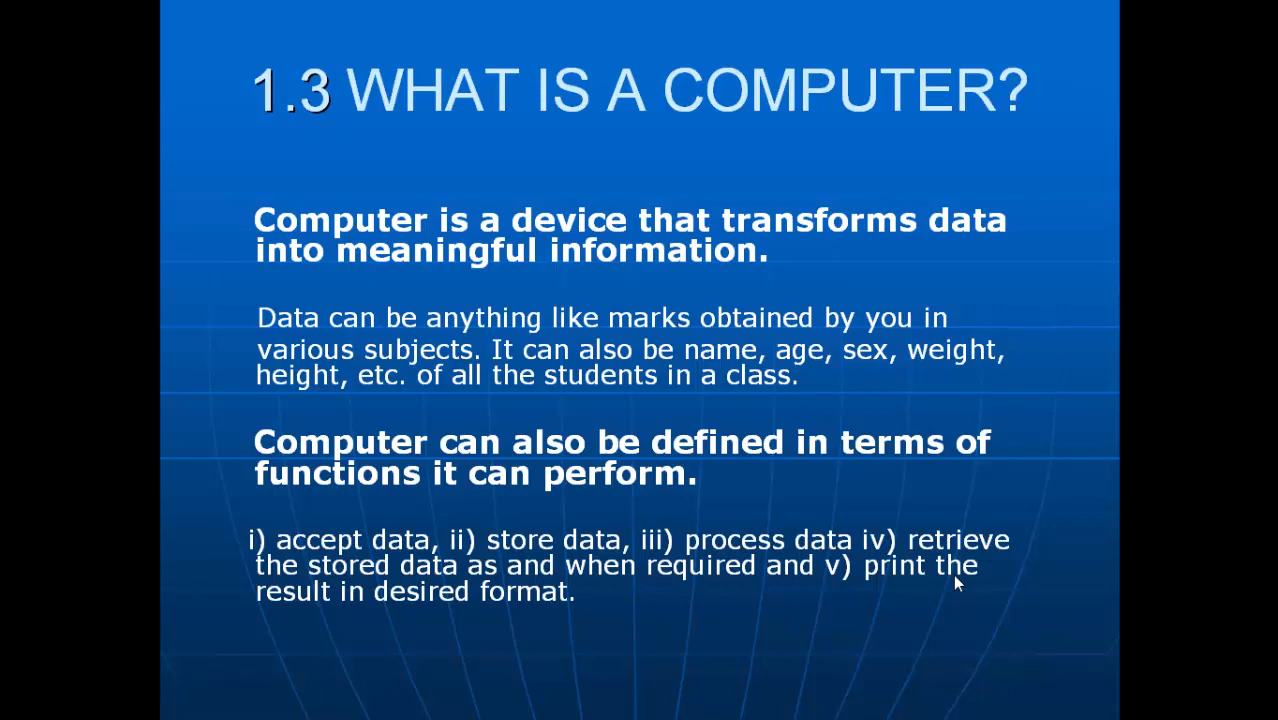 1.3 WHAT IS A COMPUTER?
Computer is a device that transforms data
into meaningful information.
Data can be anything like marks obtained by you in
various subjects. It can also be name, age, sex, weight,
height, etc. of all the students in a class.
Computer can also be defined in terms of
functions it can perform.
i) accept data, ii) store data, iii) process data iv) retrieve
the stored data as and when required and v) print the
result in desired format.